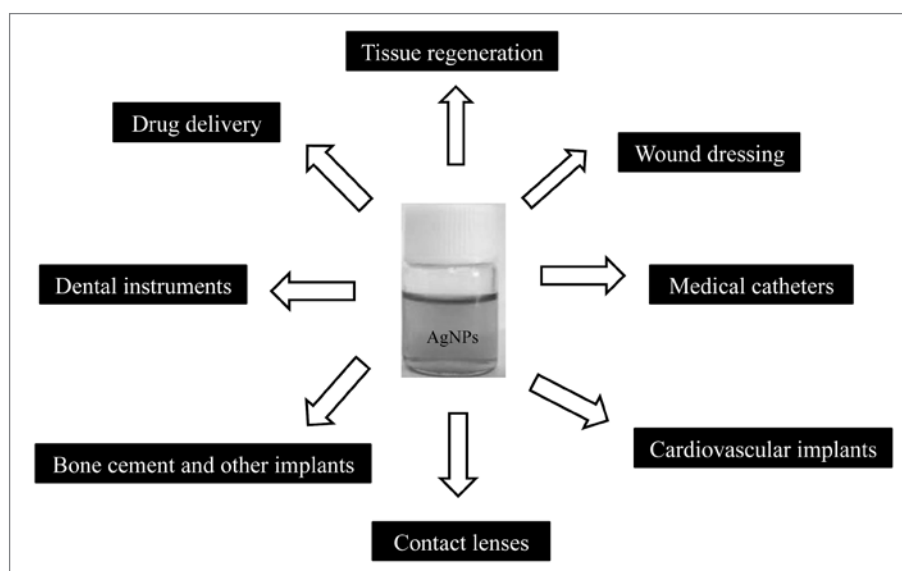 Tissue regeneration
Drug delivery
Wound dressing
Dental instruments
Medical catheters
AgNPs
Bone cement and other implants
Cardiovascular implants
Contact lenses